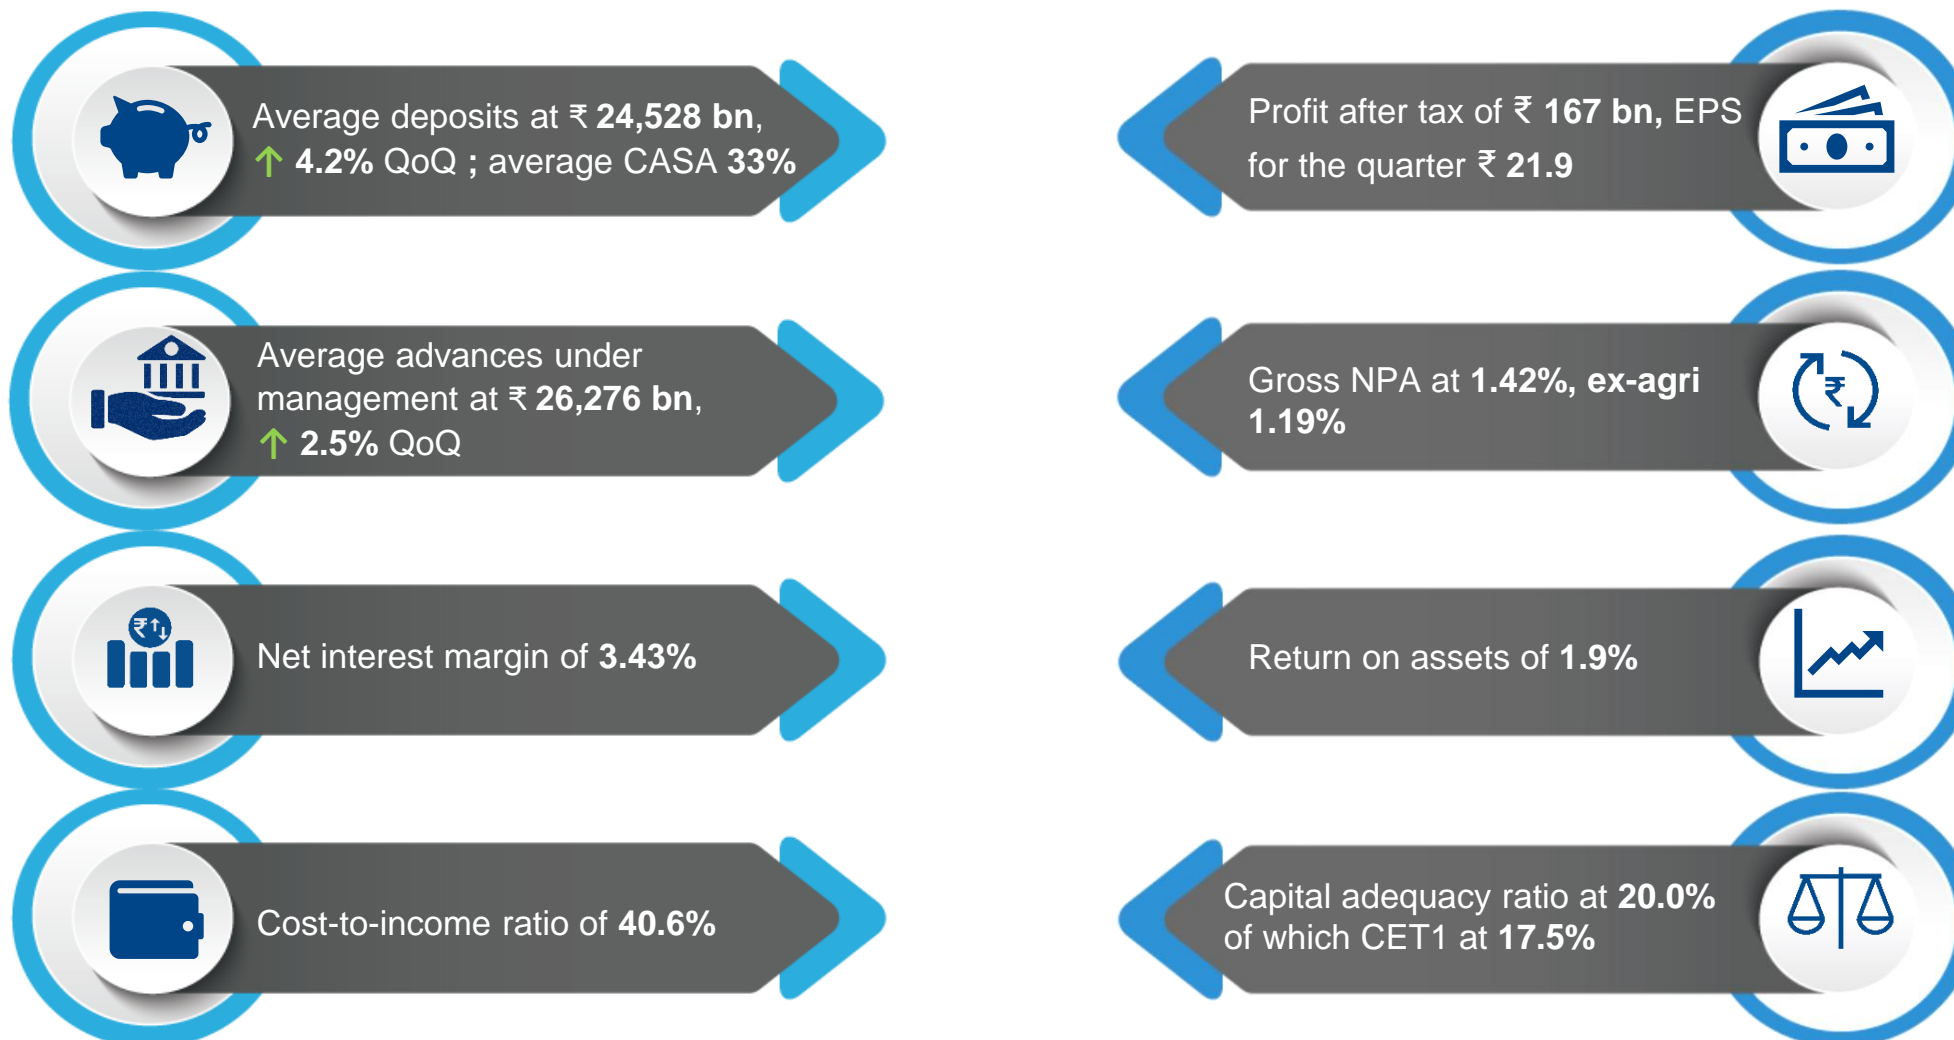 Average deposits at ₹ 24,528 bn,
↑ 4.2% QoQ ; average CASA 33%
Average advances under
management at ₹ 26,276 bn,
↑ 2.5% QoQ
₹
Net interest margin of 3.43%
Cost-to-income ratio of 40.6%
Profit after tax of ₹ 167 bn, EPS
for the quarter ₹ 21.9
Gross NPA at 1.42%, ex-agri
1.19%
₹
Return on assets of 1.9%
Capital adequacy ratio at 20.0%
of which CET1 at 17.5%